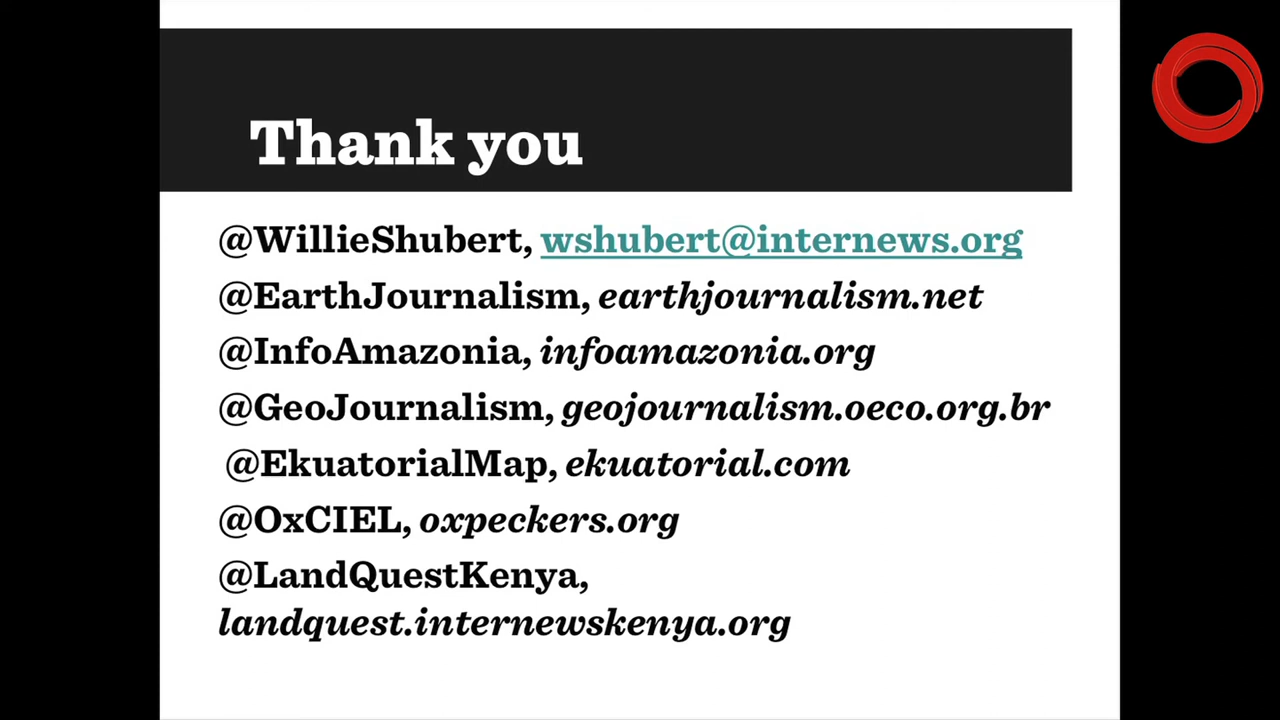 Thank you
@WillieShubert, wshubert@internews.org
@EarthJournalism, earthjournalism.net
@InfoAmazonia, infoamazonia.org
@GeoJournalism, geojournalism.oeco.org.br
@EkuatorialMap, ekuatorial.com
@OxCIEL, oxpeckers.org
@LandQuestKenya,
landquest.internewskenya.org